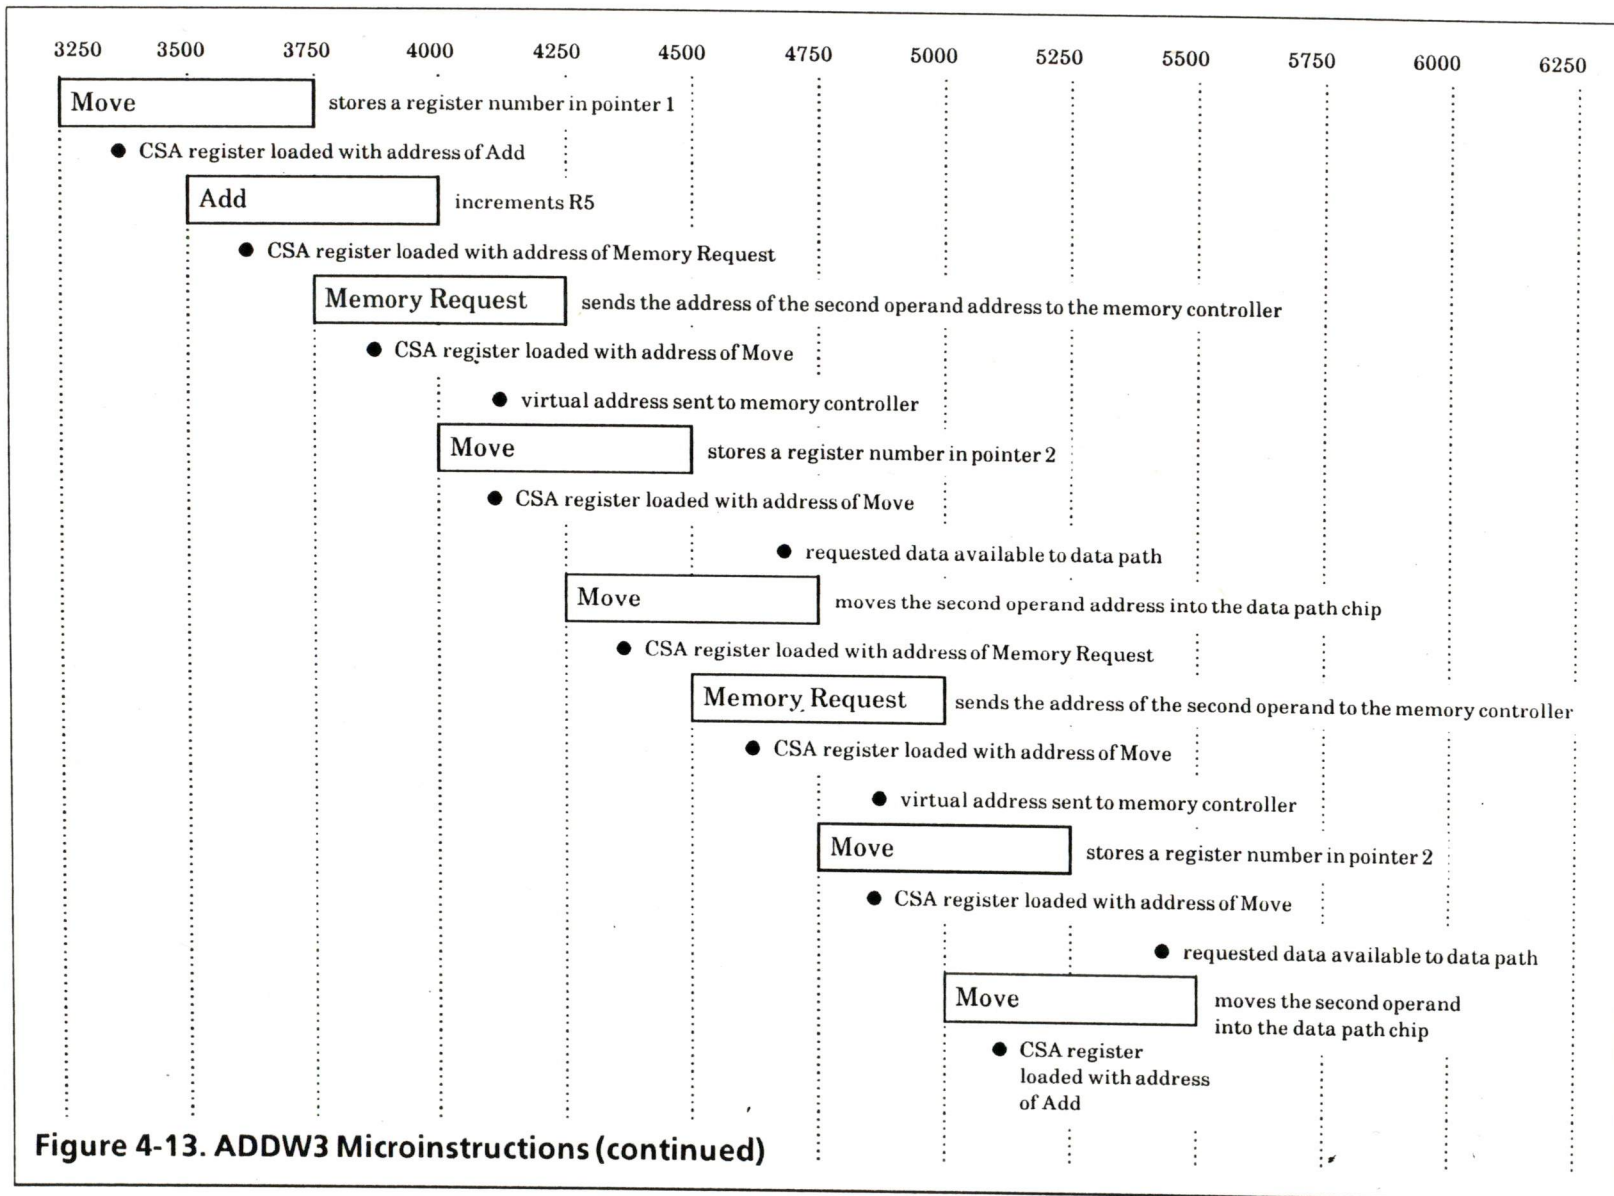 3250 3500 3750 4000 4250 4500 4750 5000 5250 5500 5750 6000 6250
Move stores a register number in pointer 1
● CSA register loaded with address of Add
Add increments R5
● CSA register loaded with address of Memory Request
Memory Request sends the address of the second operand address to the memory controller
● CSA register loaded with address of Move
● virtual address sent to memory controller
Move stores a register number in pointer 2
● CSA register loaded with address of Move
● requested data available to data path
Move moves the second operand address into the data path chip
● CSA register loaded with address of Memory Request
Memory Request sends the address of the second operand to the memory controller
● CSA register loaded with address of Move
● virtual address sent to memory controller
Move stores a register number in pointer 2
● CSA register loaded with address of Move
● requested data available to data path
Move moves the second operand
into the data path chip
● CSA register
loaded with address
of Add
Figure 4-13. ADDW3 Microinstructions (continued)